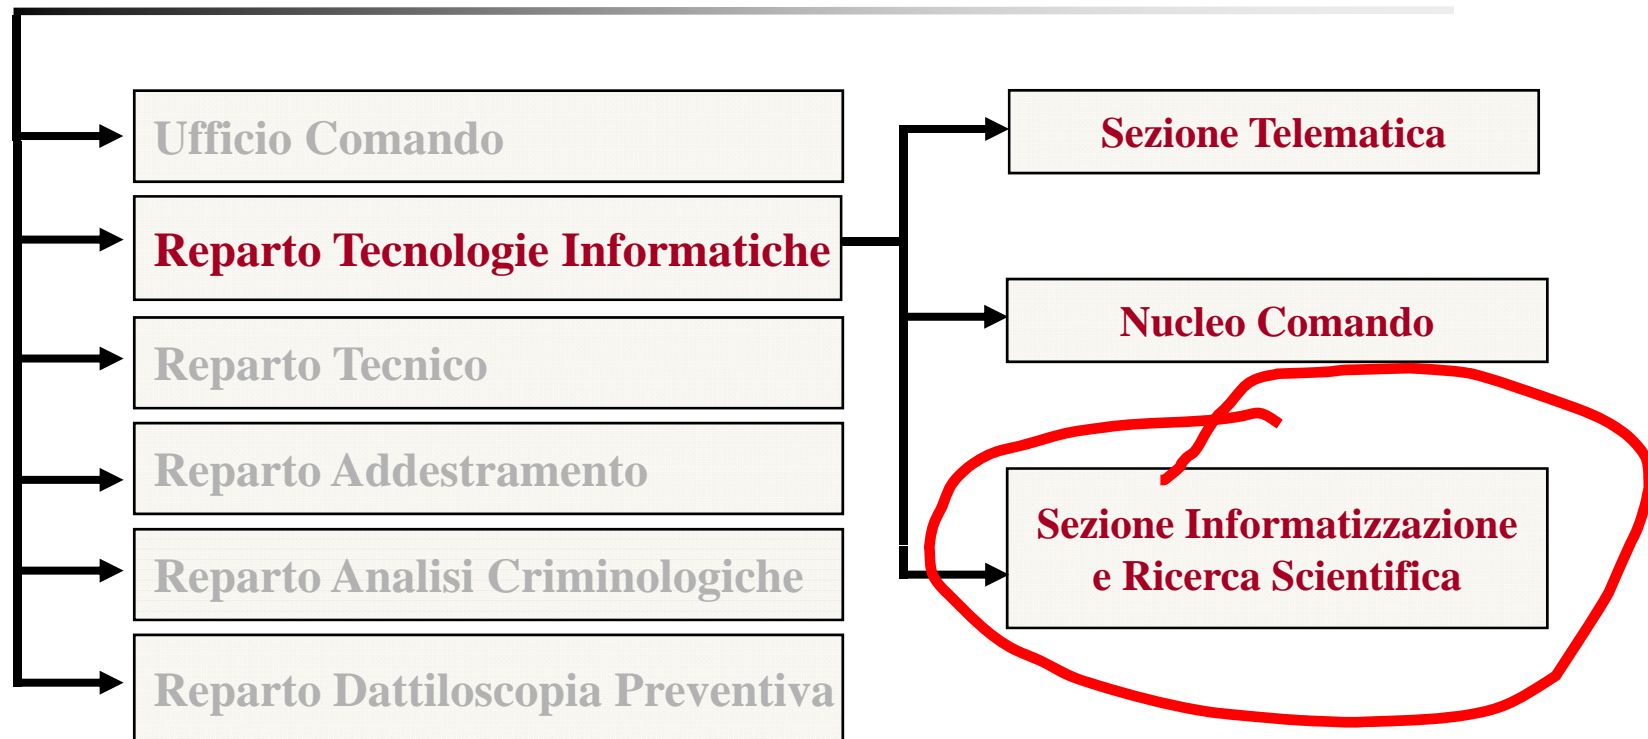 Ufficio Comando
Reparto Tecnologie Informatiche
Reparto Tecnico
Reparto Addestramento
Reparto Analisi Criminologiche
Reparto Dattiloscopia Preventiva
Sezione Telematica
Nucleo Comando
Sezione Informatizzazione
e Ricerca Scientifica